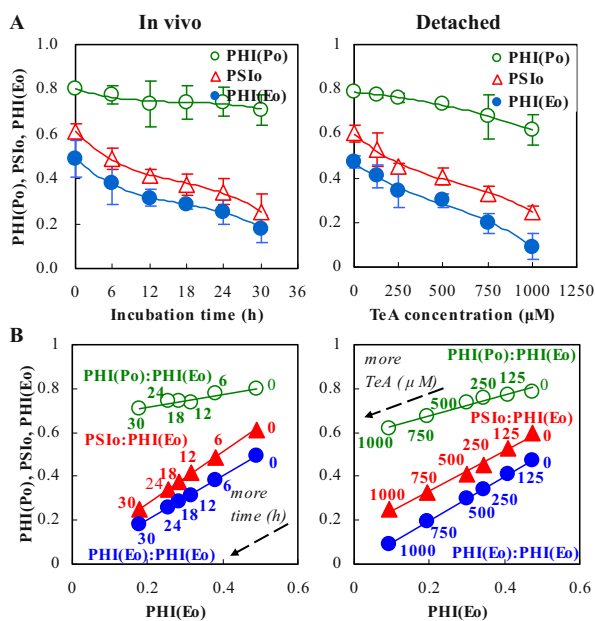 A
In vivo
Detached
PHI(Po), PSIo, PHI(Eo)
1.0
0.8
0.6
0.4
0.2
0.0
PHI(Po)
PSIo
PHI(Eo)
0 6 12 18 24 30 36
Incubation time (h)
1.0
0.8
0.6
0.4
0.2
0
PHI(Po)
PSIo
PHI(Eo)
0 250 500 750 1000 1250
TeA concentration (µM)
B
PHI(Po), PSIo, PHI(Eo)
1
0.8
0.6
0.4
0.2
0
PHI(Po):PHI(Eo)
30 24 18 12 6 0
PSIo:PHI(Eo)
30 24 18 12 6 0
30 24 18 12 6 0
PHI(Eo):PHI(Eo)
more
time (h)
0 0.2 0.4 0.6
PHI(Eo)
1
0.8
0.6
0.4
0.2
0
more
TeA (µ M)
PHI(Po):PHI(Eo)
1000 750 500 250 125 0
PSIo:PHI(Eo)
1000 750 500 250 125 0
1000 750 500 250 125 0
PHI(Eo):PHI(Eo)
0 0.2 0.4 0.6
PHI(Eo)